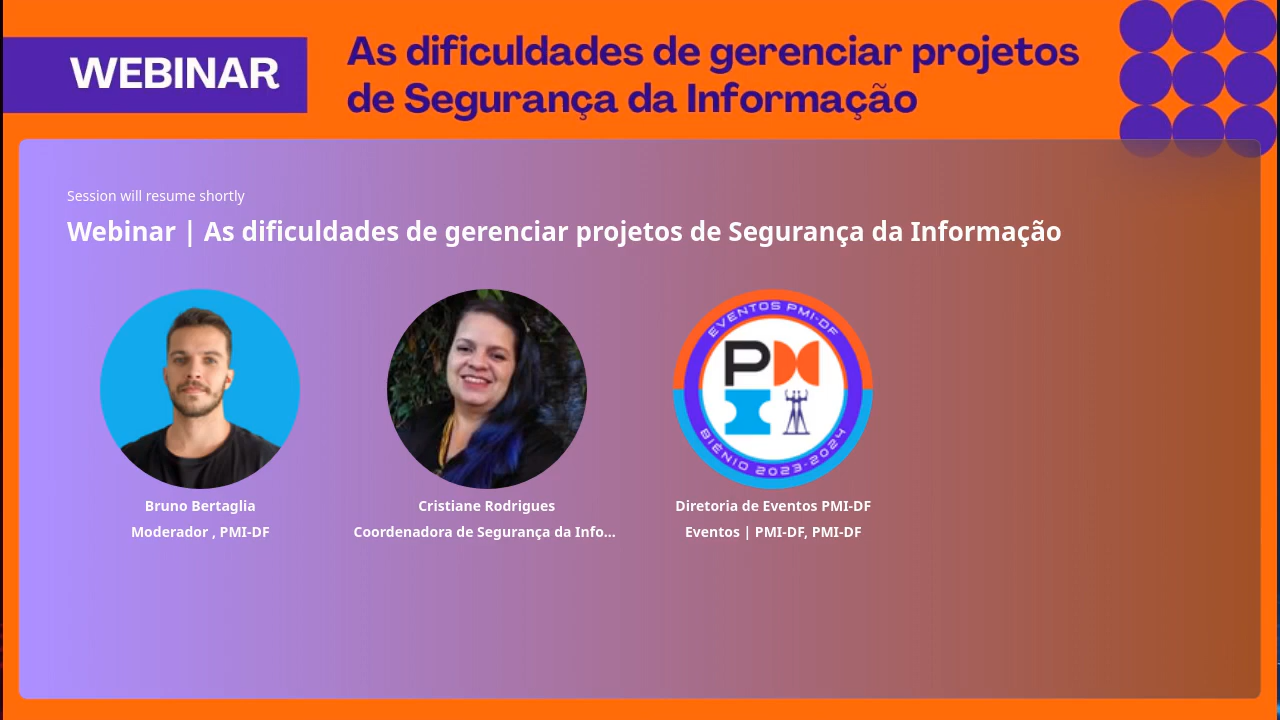 WEBINAR
As dificuldades de gerenciar projetos
de Segurança da Informação
Session will resume shortly
Webinar | As dificuldades de gerenciar projetos de Segurança da Informação
EVENTOS PMI-DF
PM
I
BIÊNIO 2023-2024
Bruno Bertaglia
Moderador , PMI-DF
Cristiane Rodrigues
Coordenadora de Segurança da Info...
Diretoria de Eventos PMI-DF
Eventos | PMI-DF, PMI-DF